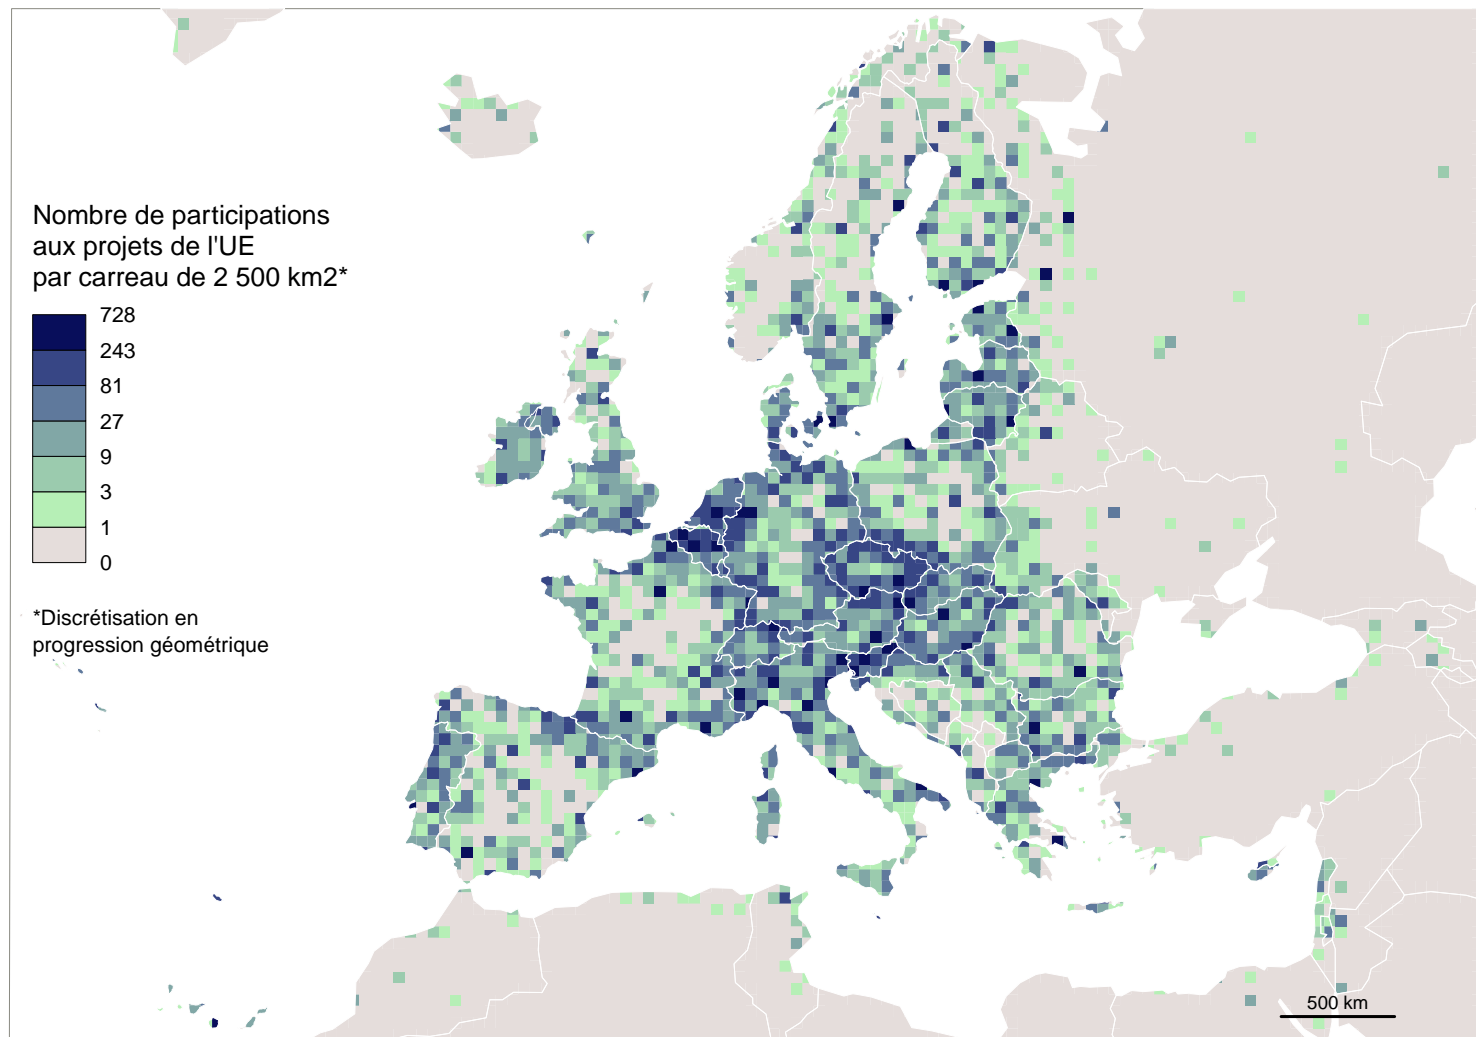 Nombre de participations
aux projets de l'UE
par carreau de 2 500 km2*
728
243
81
27
9
3
1
0
*Discrétisation en
progression géométrique
500 km